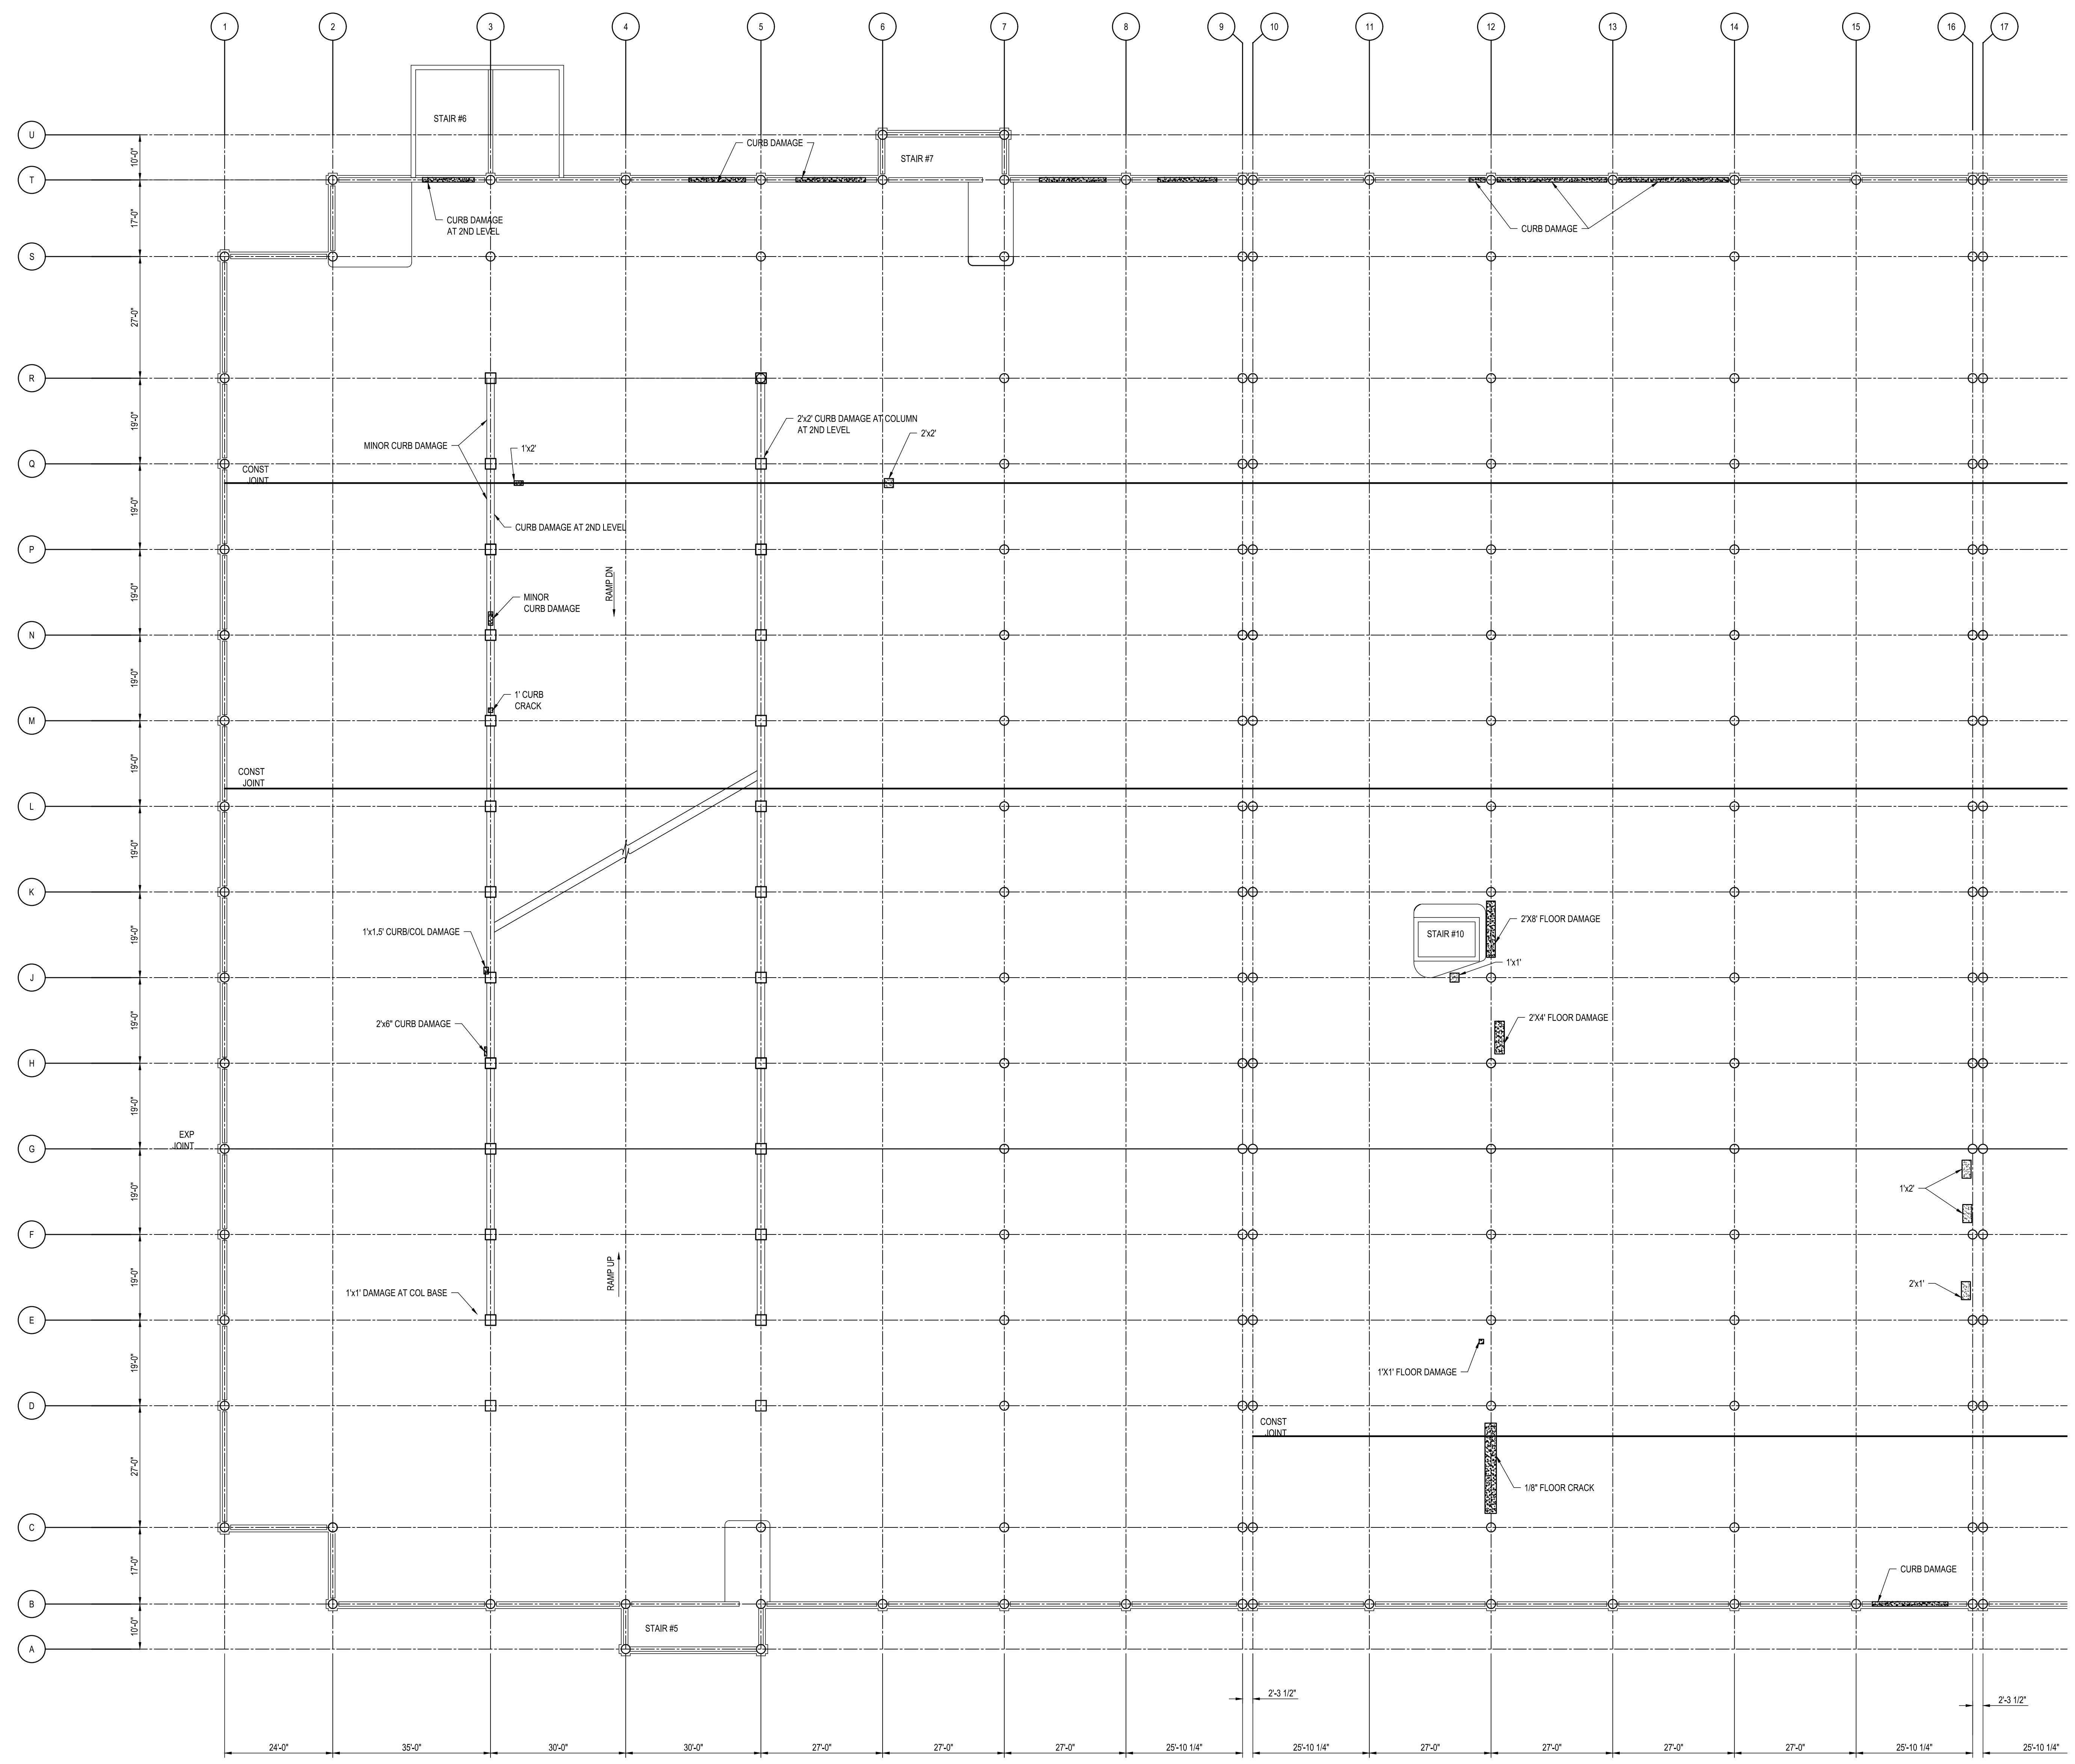 1 2 3 4 5 6 7 8 9 10 11 12 13 14 15 16 17
STAIR #6
U
CURB DAMAGE
10'-0"
STAIR #7
T
CURB DAMAGE
AT 2ND LEVEL
17'-0"
CURB DAMAGE
S
27'-0"
R
2'x2' CURB DAMAGE AT COLUMN
AT 2ND LEVEL
19'-0"
2'x2'
MINOR CURB DAMAGE
1'x2'
Q
CONST
JOINT
19'-0"
CURB DAMAGE AT 2ND LEVEL
P
RAMP DN
19'-0"
MINOR
CURB DAMAGE
N
19'-0"
1' CURB
CRACK
M
19'-0"
CONST
JOINT
L
19'-0"
K
2'X8' FLOOR DAMAGE
1'x1.5' CURB/COL DAMAGE
STAIR #10
19'-0"
1'x1'
J
2'X4' FLOOR DAMAGE
19'-0"
2'x6" CURB DAMAGE
H
19'-0"
EXP
JOINT
G
1'x2'
19'-0"
F
RAMP UP
19'-0"
2'x1'
1'x1' DAMAGE AT COL BASE
E
19'-0"
1'X1' FLOOR DAMAGE
D
CONST
JOINT
27'-0"
1/8" FLOOR CRACK
C
17'-0"
CURB DAMAGE
B
10'-0"
STAIR #5
A
2'-3 1/2"
2'-3 1/2"
24'-0" 35'-0" 30'-0" 30'-0" 27'-0" 27'-0" 27'-0" 25'-10 1/4" 25'-10 1/4" 27'-0" 27'-0" 27'-0" 27'-0" 25'-10 1/4" 25'-10 1/4"